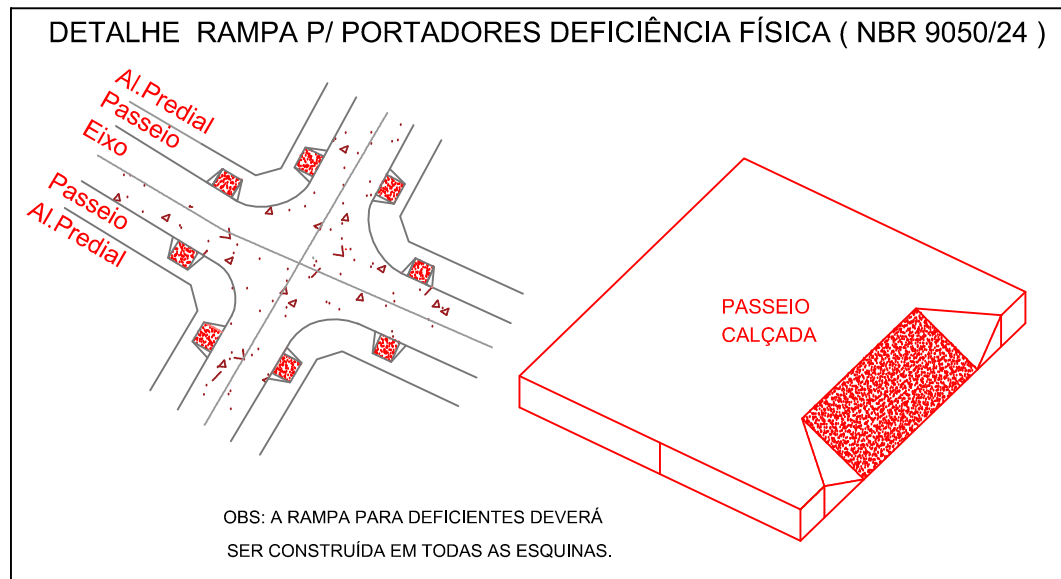 DETALHE RAMPA P/ PORTADORES DEFICIÊNCIA FÍSICA ( NBR 9050/24 )
Al.Predial
Passeio
Eixo
Passeio
Al.Predial
PASSEIO
CALÇADA
OBS: A RAMPA PARA DEFICIENTES DEVERÁ
SER CONSTRUÍDA EM TODAS AS ESQUINAS.